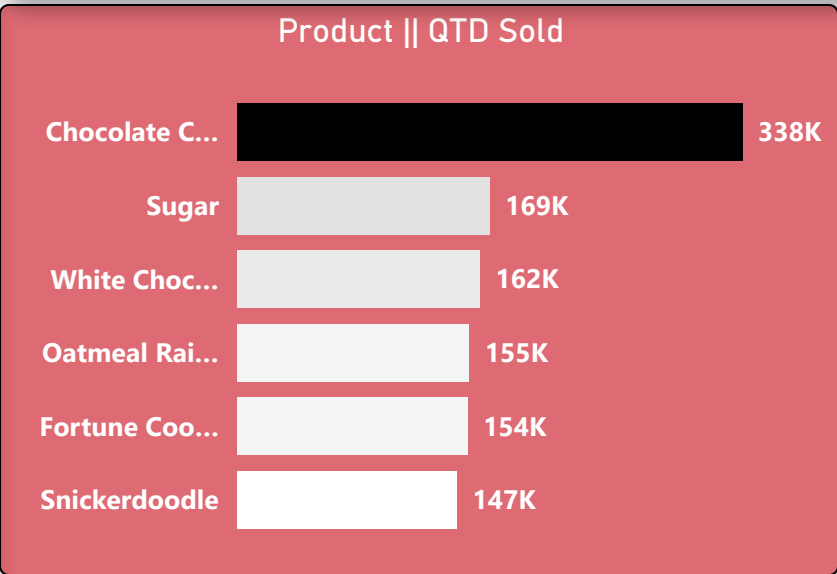 Product || QTD Sold
Chocolate C... 338K
Sugar 169K
White Choc... 162K
Oatmeal Rai... 155K
Fortune Coo... 154K
Snickerdoodle 147K